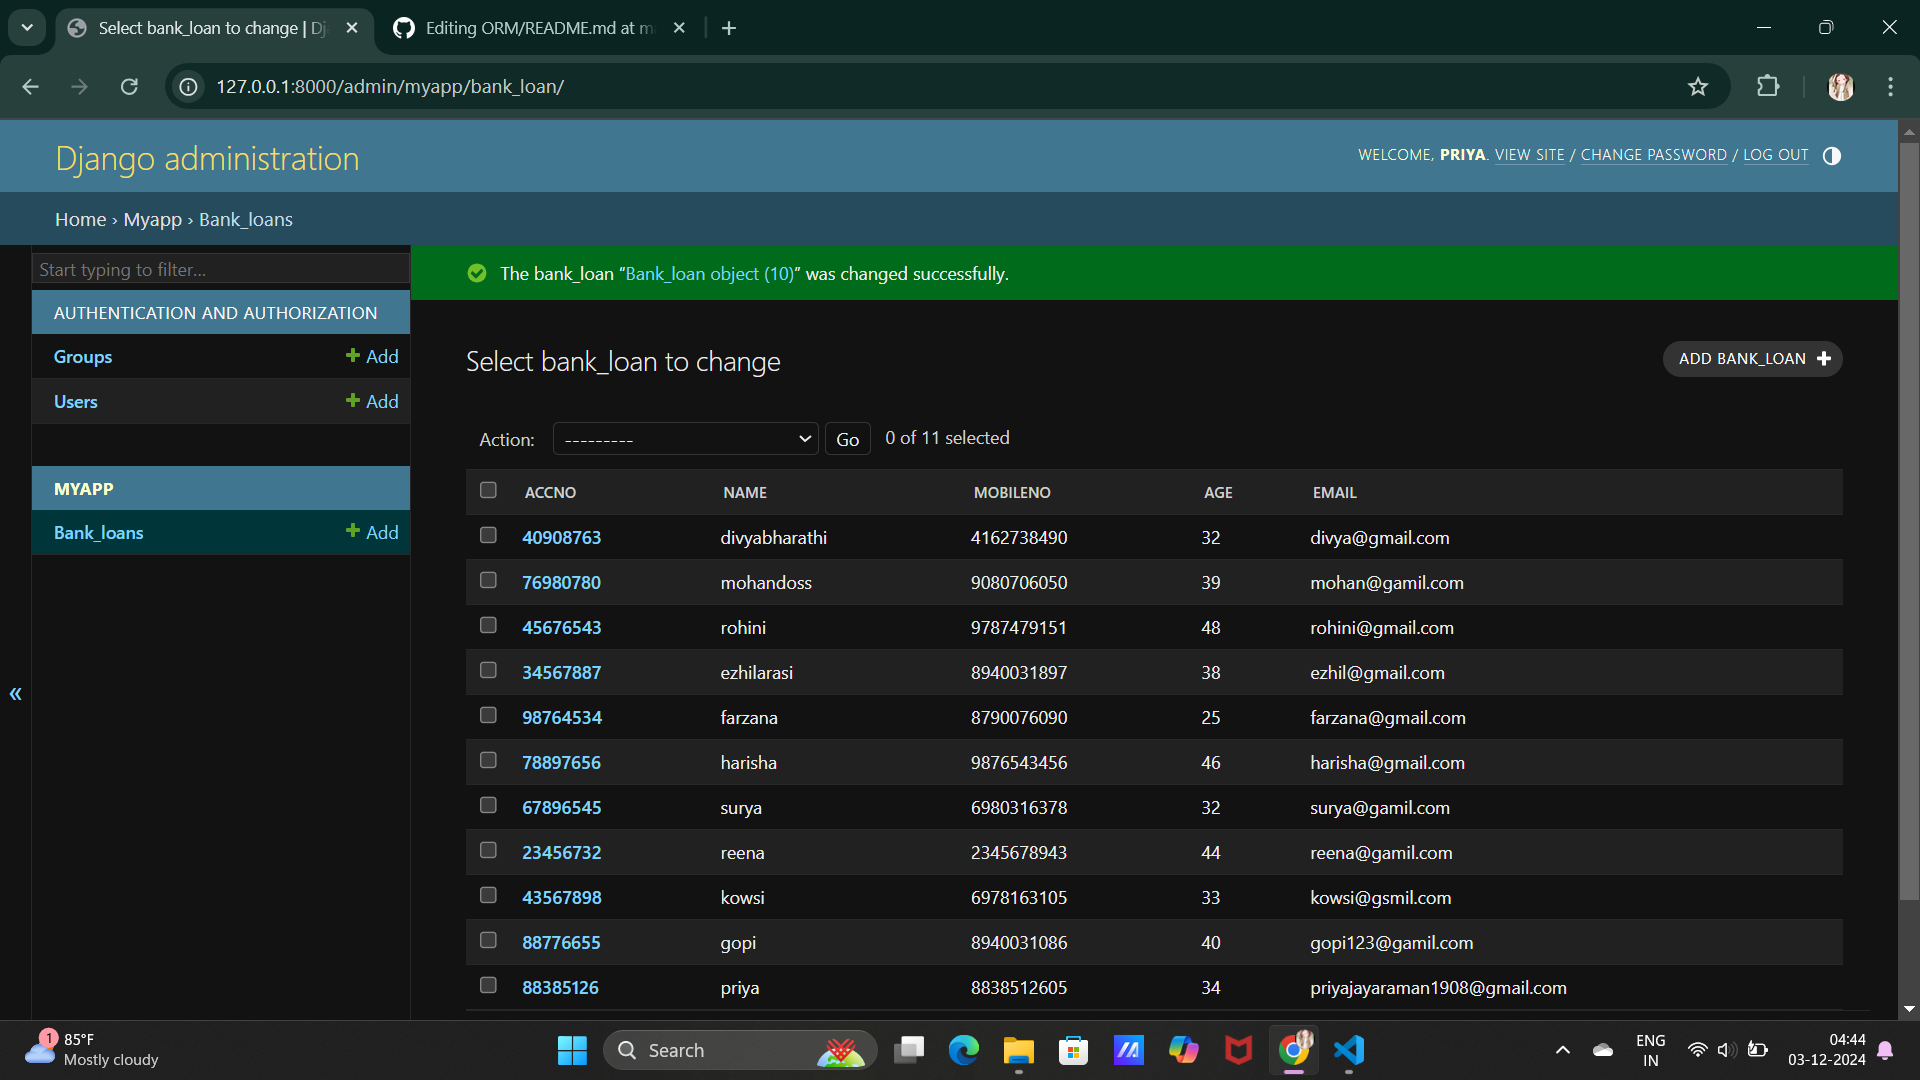 Select bank_loan to change | Dj
Editing ORM/README.md at m
127.0.0.1:8000/admin/myapp/bank_loan/
Django administration
WELCOME, PRIYA. VIEW SITE / CHANGE PASSWORD / LOG OUT
Home › Myapp › Bank_loans
Start typing to filter...
The bank_loan “Bank_loan object (10)” was changed successfully.
AUTHENTICATION AND AUTHORIZATION
Groups Add
Users Add
MYAPP
Bank_loans Add
«
Select bank_loan to change
ADD BANK_LOAN
Action: --------- Go 0 of 11 selected
ACCNO NAME MOBILENO AGE EMAIL
40908763 divyabharathi 4162738490 32 divya@gmail.com
76980780 mohandoss 9080706050 39 mohan@gamil.com
45676543 rohini 9787479151 48 rohini@gmail.com
34567887 ezhilarasi 8940031897 38 ezhil@gmail.com
98764534 farzana 8790076090 25 farzana@gmail.com
78897656 harisha 9876543456 46 harisha@gmail.com
67896545 surya 6980316378 32 surya@gamil.com
23456732 reena 2345678943 44 reena@gamil.com
43567898 kowsi 6978163105 33 kowsi@gsmil.com
88776655 gopi 8940031086 40 gopi123@gamil.com
88385126 priya 8838512605 34 priyajayaraman1908@gmail.com
1
85°F
Mostly cloudy
Search
ENG
IN
04:44
03-12-2024